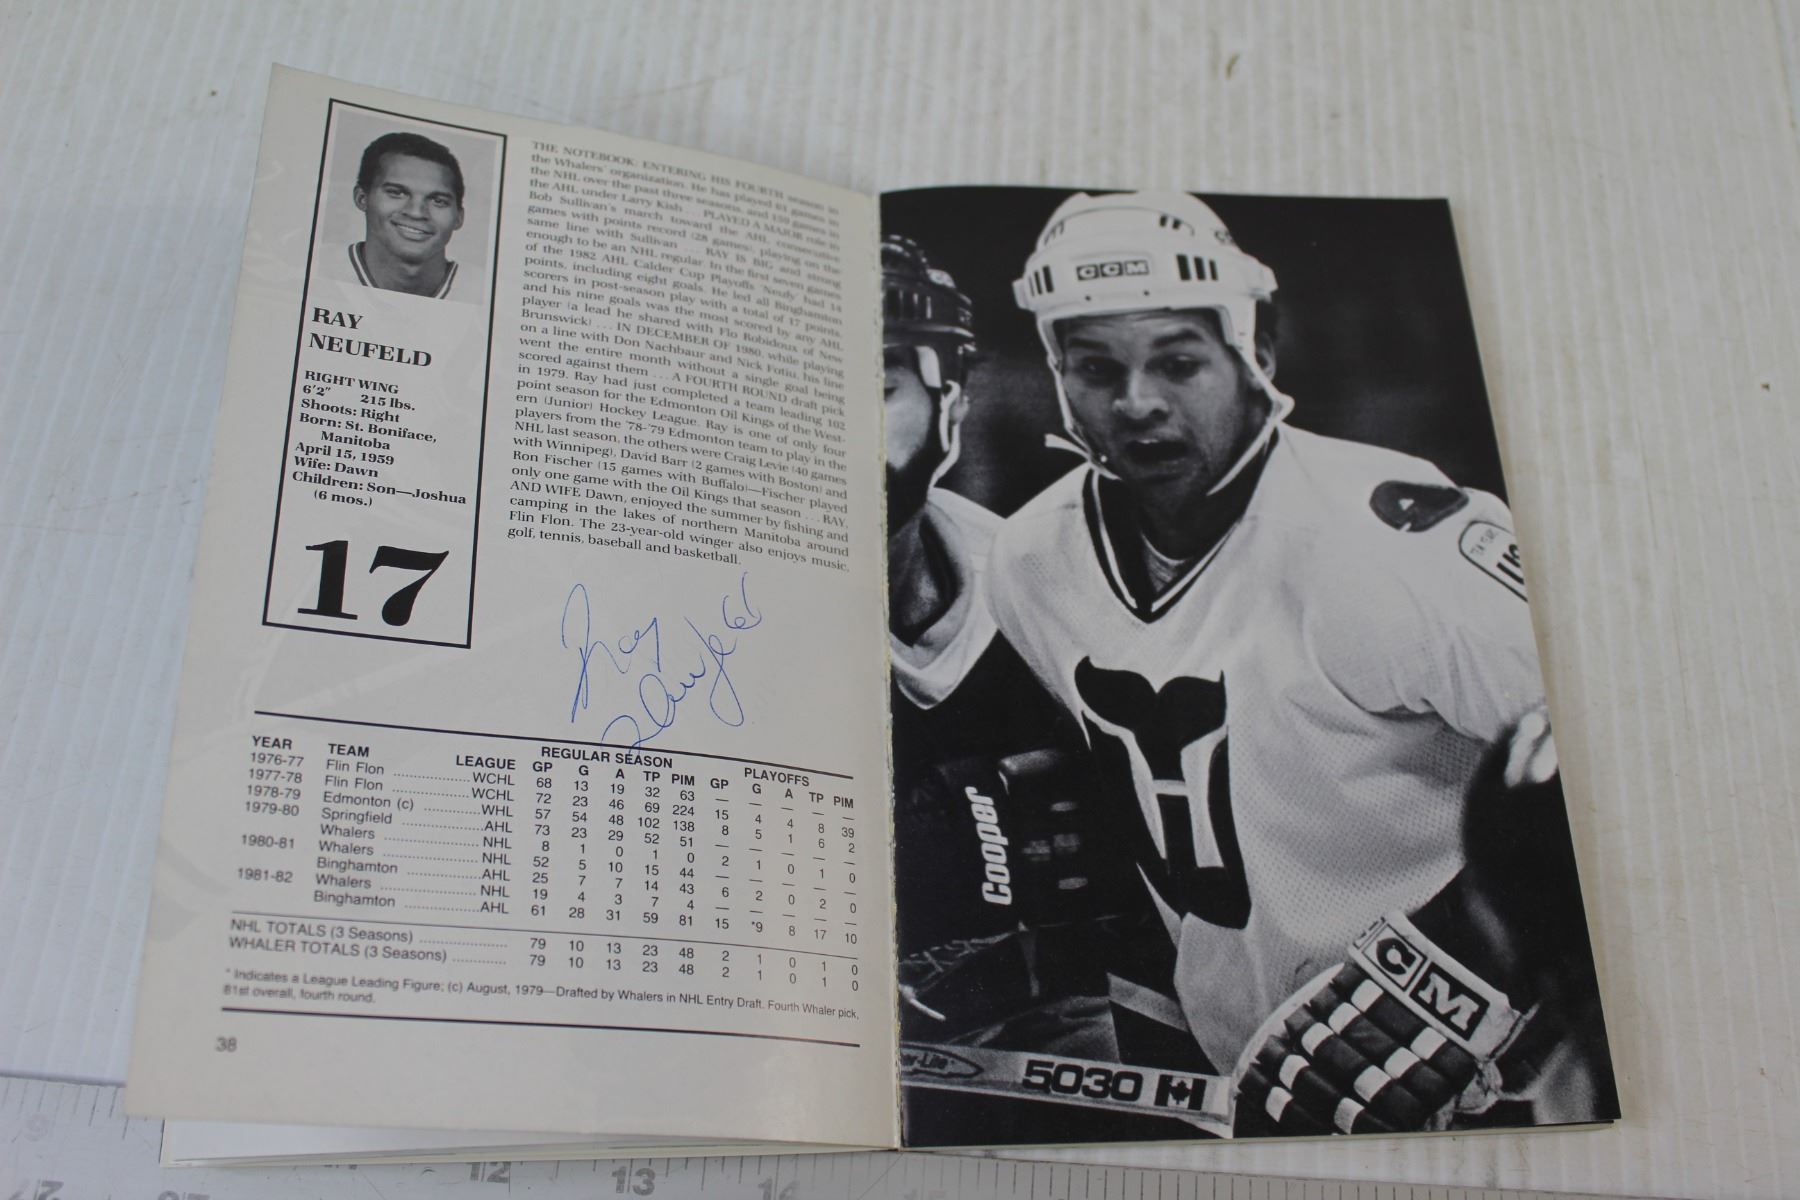 RAY
NEUFELD
RIGHT WING
6'2" 215 lbs.
Shoots: Right
Born: St. Boniface,
Manitoba
April 15, 1959
Wife: Dawn
Children: Son—Joshua
(6 mos.)
17
THE NOTEBOOK: ENTERING HIS FOURTH season in
the Whalers' organization. He has played 61 games in
the NHL over the past three seasons, and 159 games in
the AHL under Larry Kish . . . PLAYED A MAJOR role in
Bob Sullivan's march toward the AHL consecutive
games with points record (28 games), playing on the
same line with Sullivan . . . RAY IS BIG and strong
enough to be an NHL regular. In the first seven games
of the 1982 AHL Calder Cup Playoffs 'Neufy' had 14
points, including eight goals. He led all Binghamton
scorers in post-season play with a total of 17 points,
and his nine goals was the most scored by any AHL
player (a lead he shared with Flo Robidoux of New
Brunswick) . . . IN DECEMBER OF 1980, while playing
on a line with Don Nachbaur and Nick Fotiu, his line
went the entire month without a single goal being
scored against them . . . A FOURTH ROUND draft pick
in 1979. Ray had just completed a team leading 102
point season for the Edmonton Oil Kings of the West-
ern (Junior) Hockey League. Ray is one of only four
players from the '78-'79 Edmonton team to play in the
NHL last season, the others were Craig Levie (40 games
with Winnipeg), David Barr (2 games with Boston) and
Ron Fischer (15 games with Buffalo)—Fischer played
only one game with the Oil Kings that season . . . RAY,
AND WIFE Dawn, enjoyed the summer by fishing and
camping in the lakes of northern Manitoba around
Flin Flon. The 23-year-old winger also enjoys music,
golf, tennis, baseball and basketball.
Ray
Neufeld
REGULAR SEASON PLAYOFFS
YEAR TEAM LEAGUE GP G A TP PIM GP G A TP PIM
1976-77 Flin Flon WCHL 68 13 19 32 63 — — — — —
1977-78 Flin Flon WCHL 72 23 46 69 224 15 4 4 8 39
1978-79 Edmonton (c) WHL 57 54 48 102 138 8 5 1 6 2
1979-80 Springfield AHL 73 23 29 52 51 — — — — —
Whalers NHL 8 1 0 1 0 2 1 0 1 0
1980-81 Whalers NHL 52 5 10 15 44 — — — — —
Binghamton AHL 25 7 7 14 43 6 2 0 2 0
1981-82 Whalers NHL 19 4 3 7 4 — — — — —
Binghamton AHL 61 28 31 59 81 15 *9 8 17 10
NHL TOTALS (3 Seasons) 79 10 13 23 48 2 1 0 1 0
WHALER TOTALS (3 Seasons) 79 10 13 23 48 2 1 0 1 0
* Indicates a League Leading Figure; (c) August, 1979—Drafted by Whalers in NHL Entry Draft. Fourth Whaler pick,
81st overall, fourth round.
38
CCM
A
TEN YEARS
Cooper
CCM
5030
12
13
14